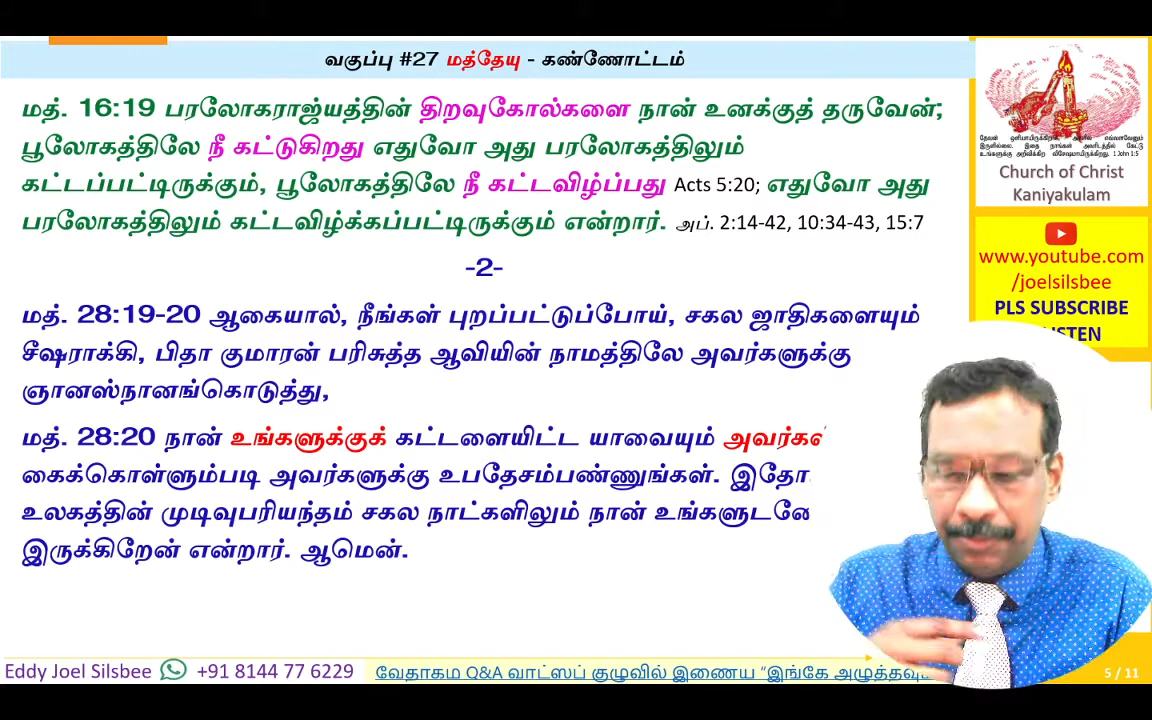 வகுப்பு #27 மத்தேயு - கண்ணோட்டம்
மத். 16:19 பரலோகராஜ்யத்தின் திறவுகோல்களை நான் உனக்குத் தருவேன்;
பூலோகத்திலே நீ கட்டுகிறது எதுவோ அது பரலோகத்திலும்
கட்டப்பட்டிருக்கும், பூலோகத்திலே நீ கட்டவிழ்ப்பது Acts 5:20; எதுவோ அது
பரலோகத்திலும் கட்டவிழ்க்கப்பட்டிருக்கும் என்றார். அப். 2:14-42, 10:34-43, 15:7
-2-
மத். 28:19-20 ஆகையால், நீங்கள் புறப்பட்டுப்போய், சகல ஜாதிகளையும்
சீஷராக்கி, பிதா குமாரன் பரிசுத்த ஆவியின் நாமத்திலே அவர்களுக்கு
ஞானஸ்நானங்கொடுத்து,
மத். 28:20 நான் உங்களுக்குக் கட்டளையிட்ட யாவையும்
கைக்கொள்ளும்படி அவர்களுக்கு உபதேசம்பண்ணுங்கள். இதோ
உலகத்தின் முடிவுபரியந்தம் சகல நாட்களிலும் நான்
இருக்கிறேன் என்றார். ஆமென்.
1 John 1:5
Church of Christ
Kaniyakulam
www.youtube.com
/joelsilsbee
PLS SUBSCRIBE
Eddy Joel Silsbee +91 8144 77 6229 வேதாகம Q&A வாட்ஸப் குழுவில் இணைய “இங்கே
5 / 11